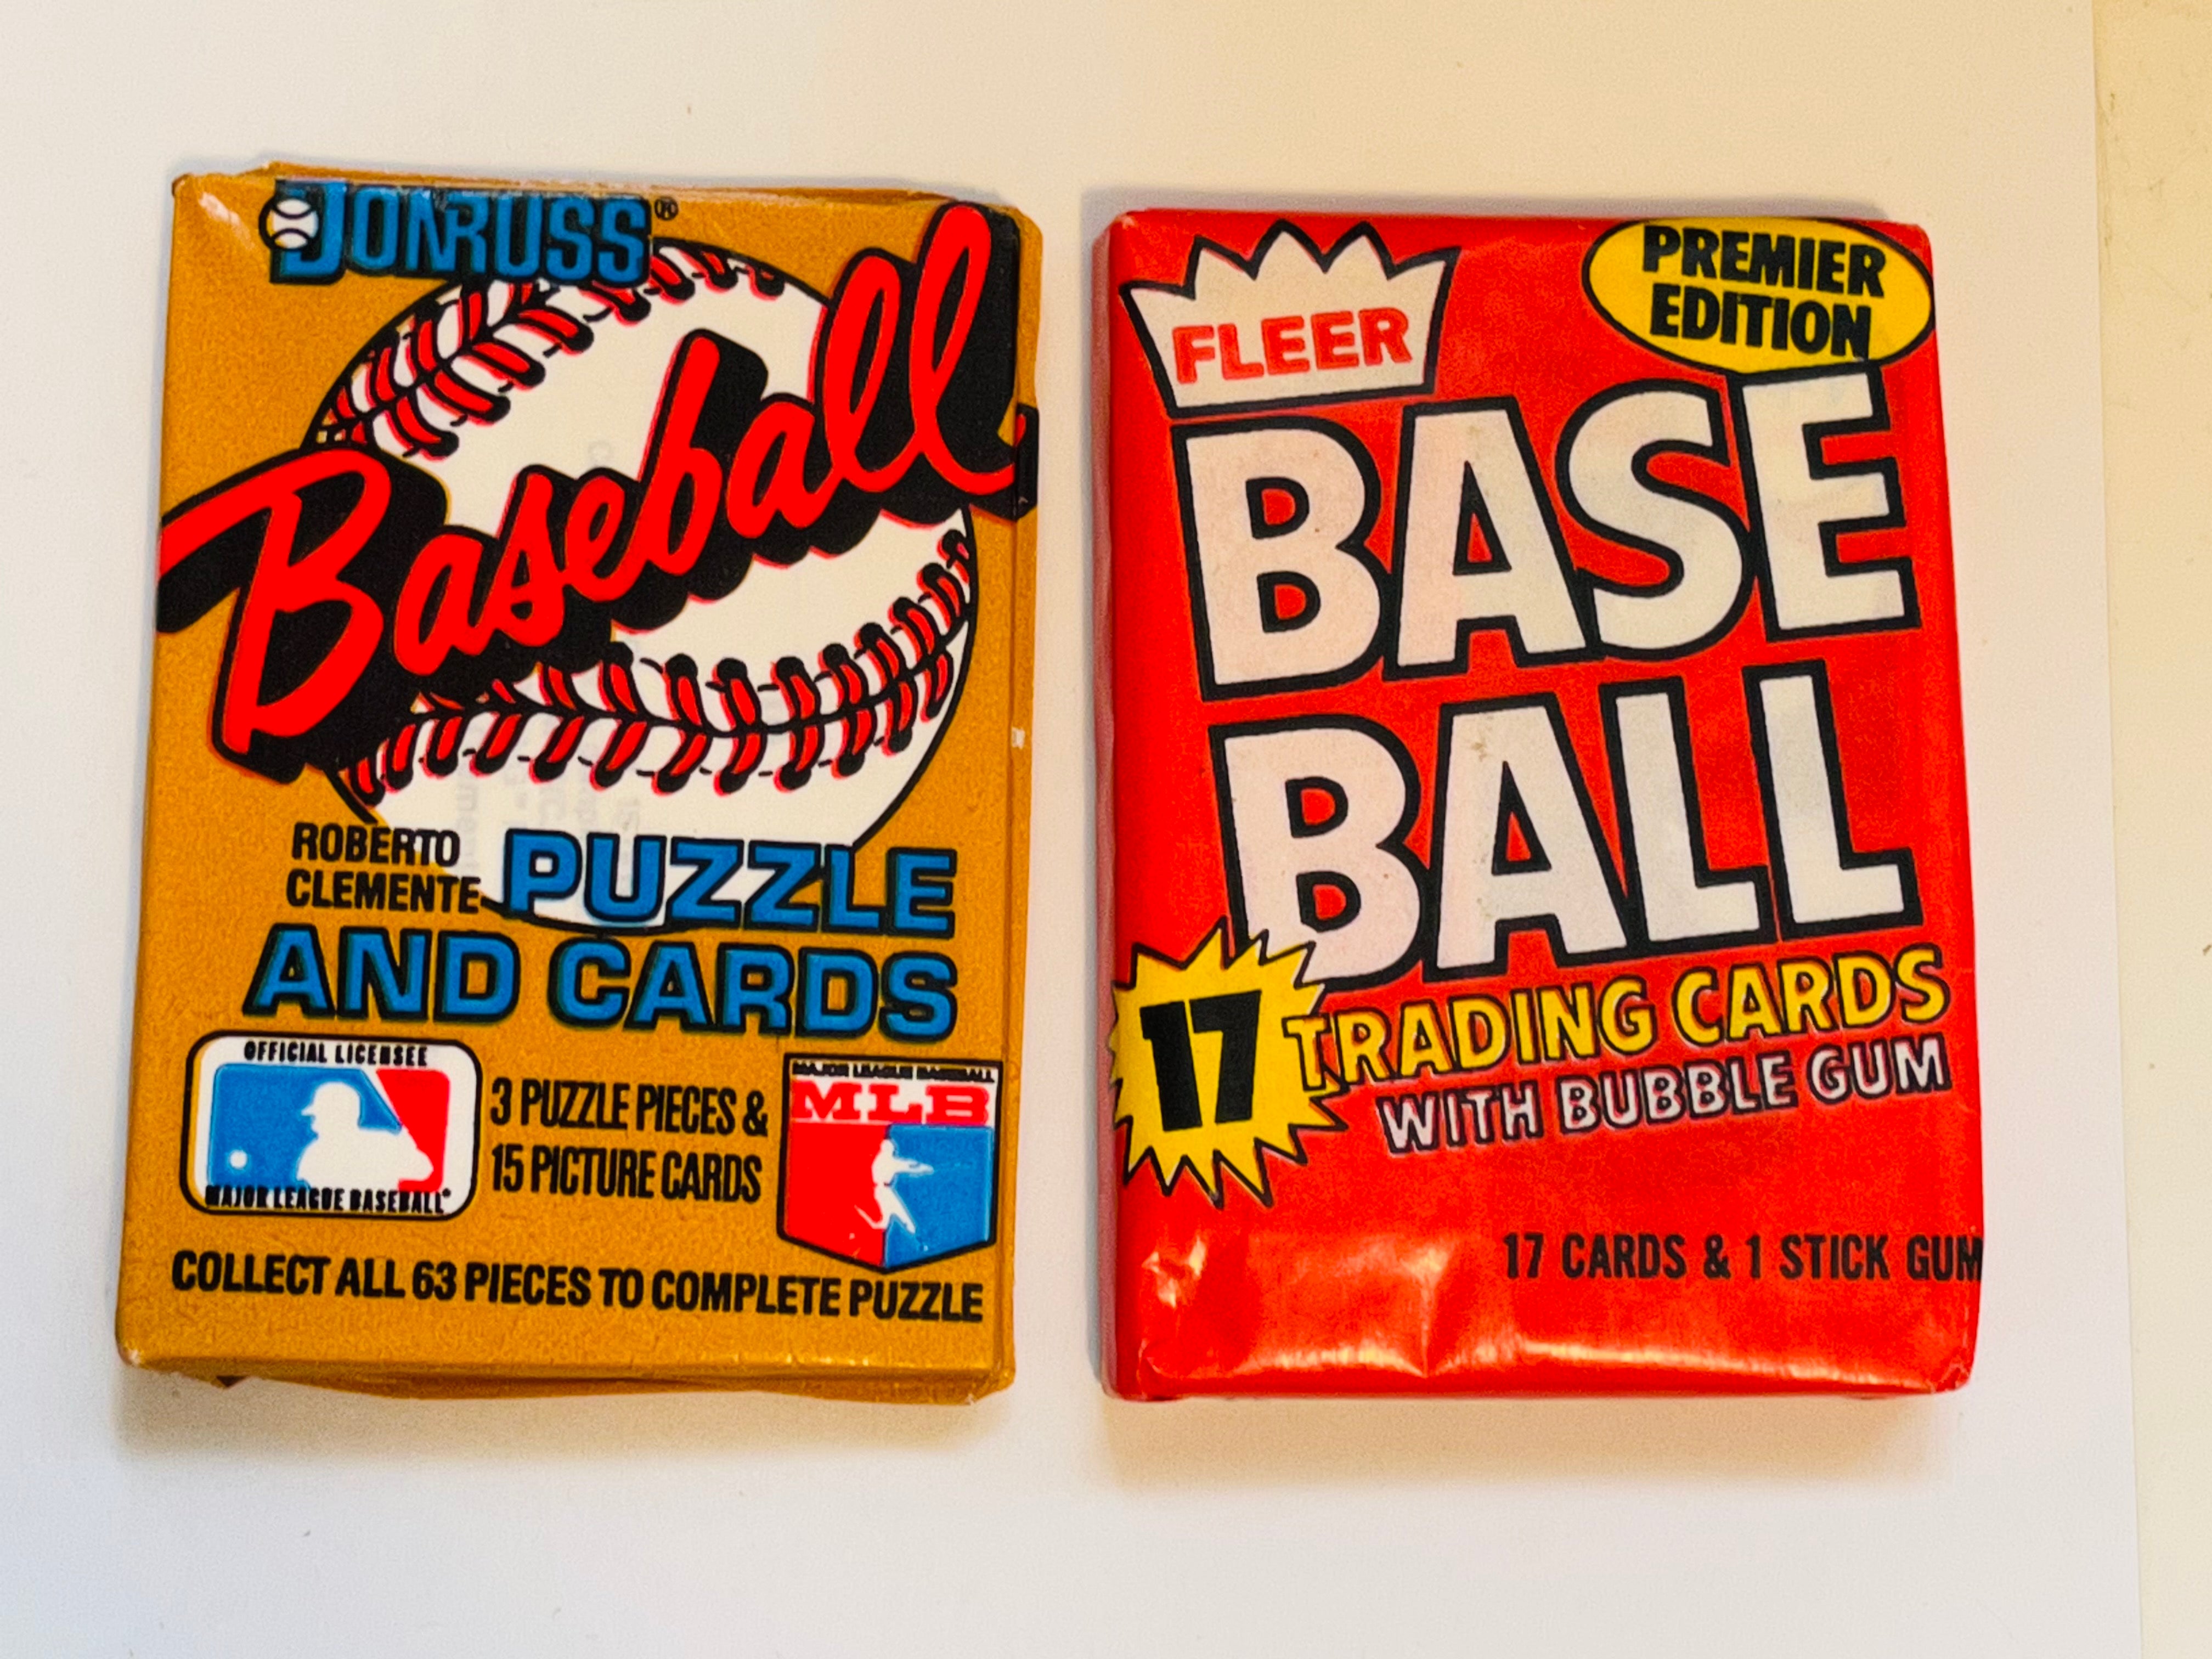 DONRUSS®
Baseball
ROBERTO
CLEMENTE
PUZZLE
AND CARDS
OFFICIAL LICENSEE
MAJOR LEAGUE BASEBALL®
3 PUZZLE PIECES &
15 PICTURE CARDS
MAJOR LEAGUE BASEBALL
MLB
COLLECT ALL 63 PIECES TO COMPLETE PUZZLE
FLEER
PREMIER
EDITION
BASE
BALL
17 TRADING CARDS
WITH BUBBLE GUM
17 CARDS & 1 STICK GUM